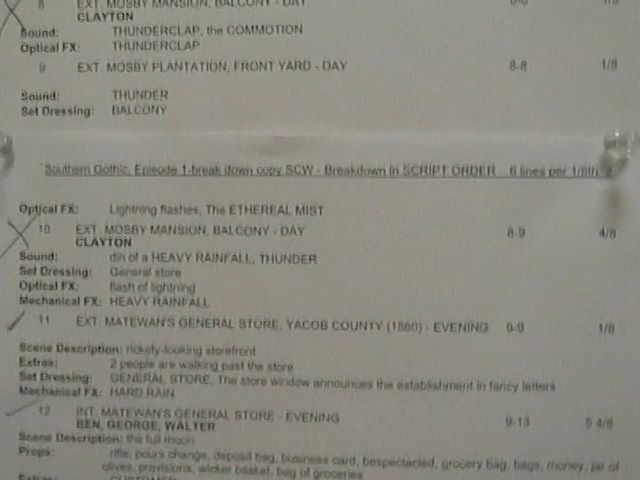 8 EXT. MOSBY MANSION, BALCONY - DAY 1/8
CLAYTON
Sound: THUNDERCLAP, the COMMOTION
Optical FX: THUNDERCLAP
9 EXT. MOSBY PLANTATION, FRONT YARD - DAY 8-8 1/8
Sound: THUNDER
Set Dressing: BALCONY
Southern Gothic, Episode 1-break down copy SCW - Breakdown in SCRIPT ORDER 6 lines per 1/8th
Optical FX: Lightning flashes, The ETHEREAL MIST
10 EXT. MOSBY MANSION, BALCONY - DAY 8-9 4/8
CLAYTON
Sound: din of a HEAVY RAINFALL, THUNDER
Set Dressing: General store
Optical FX: flash of lightning
Mechanical FX: HEAVY RAINFALL
11 EXT. MATEWAN'S GENERAL STORE, YACOB COUNTY (1860) - EVENING 9-9 1/8
Scene Description: rickety-looking storefront
Extras: 2 people are walking past the store
Set Dressing: GENERAL STORE, The store window announces the establishment in fancy letters
Mechanical FX: HARD RAIN
12 INT. MATEWAN'S GENERAL STORE - EVENING 9-13 5 4/8
BEN, GEORGE, WALTER
Scene Description: the full moon
Props: rifle, pours change, deposit bag, business card, bespectacled, grocery bag, bags, money, jar of
olives, provisions, wicker basket, bag of groceries
Extras: CUSTOMER